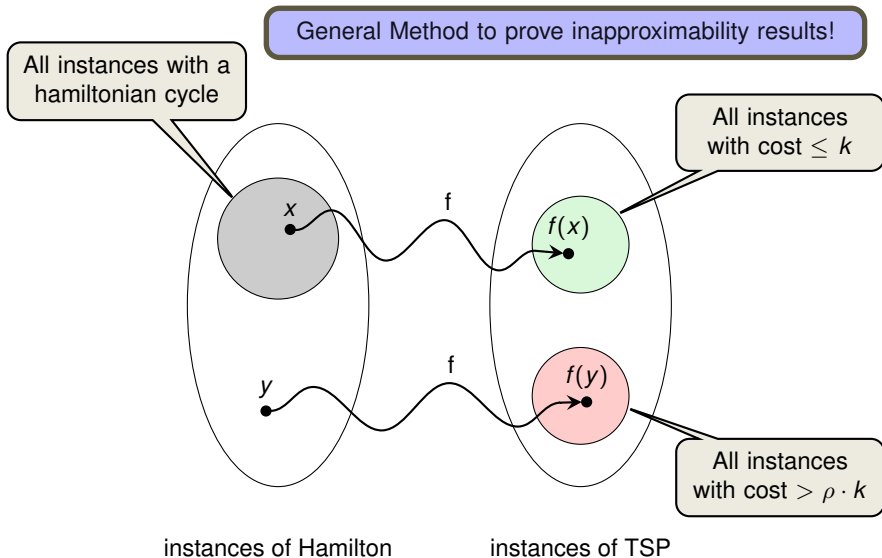 General Method to prove inapproximability results!
All instances with a
hamiltonian cycle
All instances
with cost ≤ k
x
f
f(x)
y
f
f(y)
All instances
with cost > ρ · k
instances of Hamilton
instances of TSP